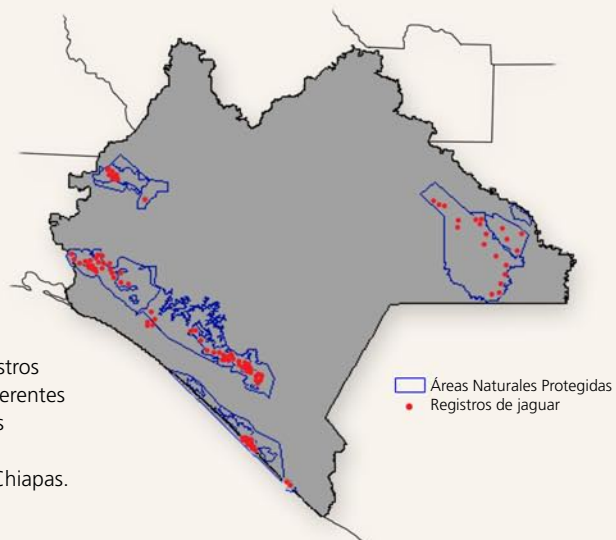 stros
erentes
s
Chiapas.
Áreas Naturales Protegidas
Registros de jaguar